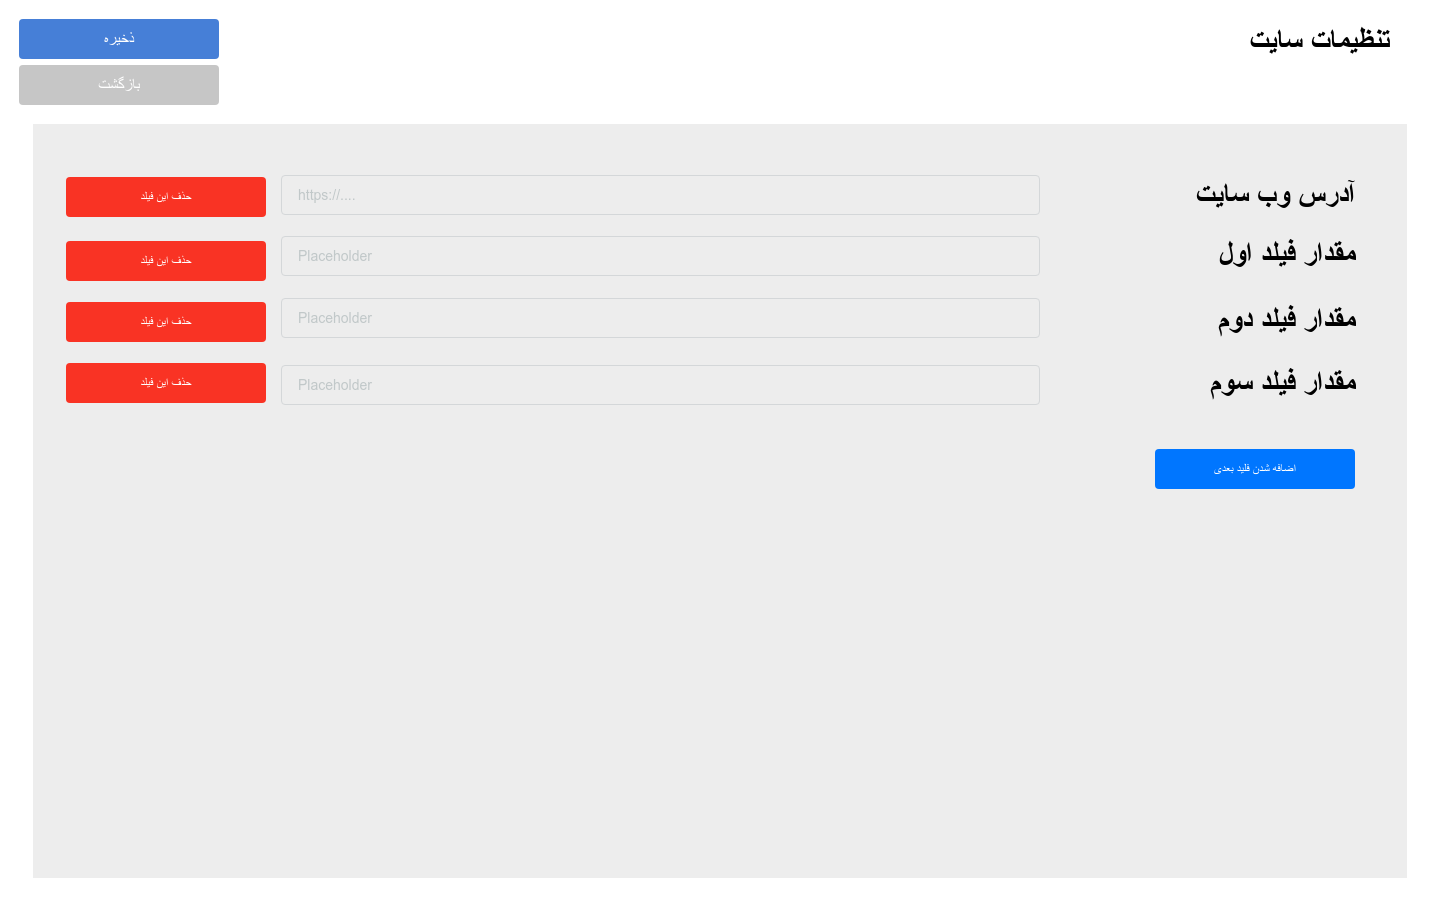 تنظیمات سایت
ذخیره
بازگشت
آدرس وب سایت
https://....
حذف این فیلد
مقدار فیلد اول
Placeholder
حذف این فیلد
مقدار فیلد دوم
Placeholder
حذف این فیلد
مقدار فیلد سوم
Placeholder
حذف این فیلد
اضافه شدن فلید بعدی